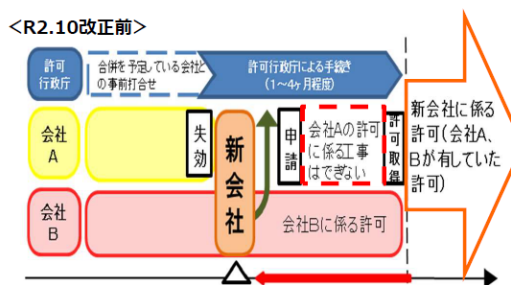 <R2.10改正前>
許可
行政庁
合併を予定している会社と
の事前打合せ
許可行政庁による手続き
(1～4ヶ月程度)
会社
A
失効
新会社
申請
会社Aの許可
に係る工事
はできない
許可取得
新会社に係る
許可(会社A、
Bが有していた
許可)
会社
B
会社Bに係る許可